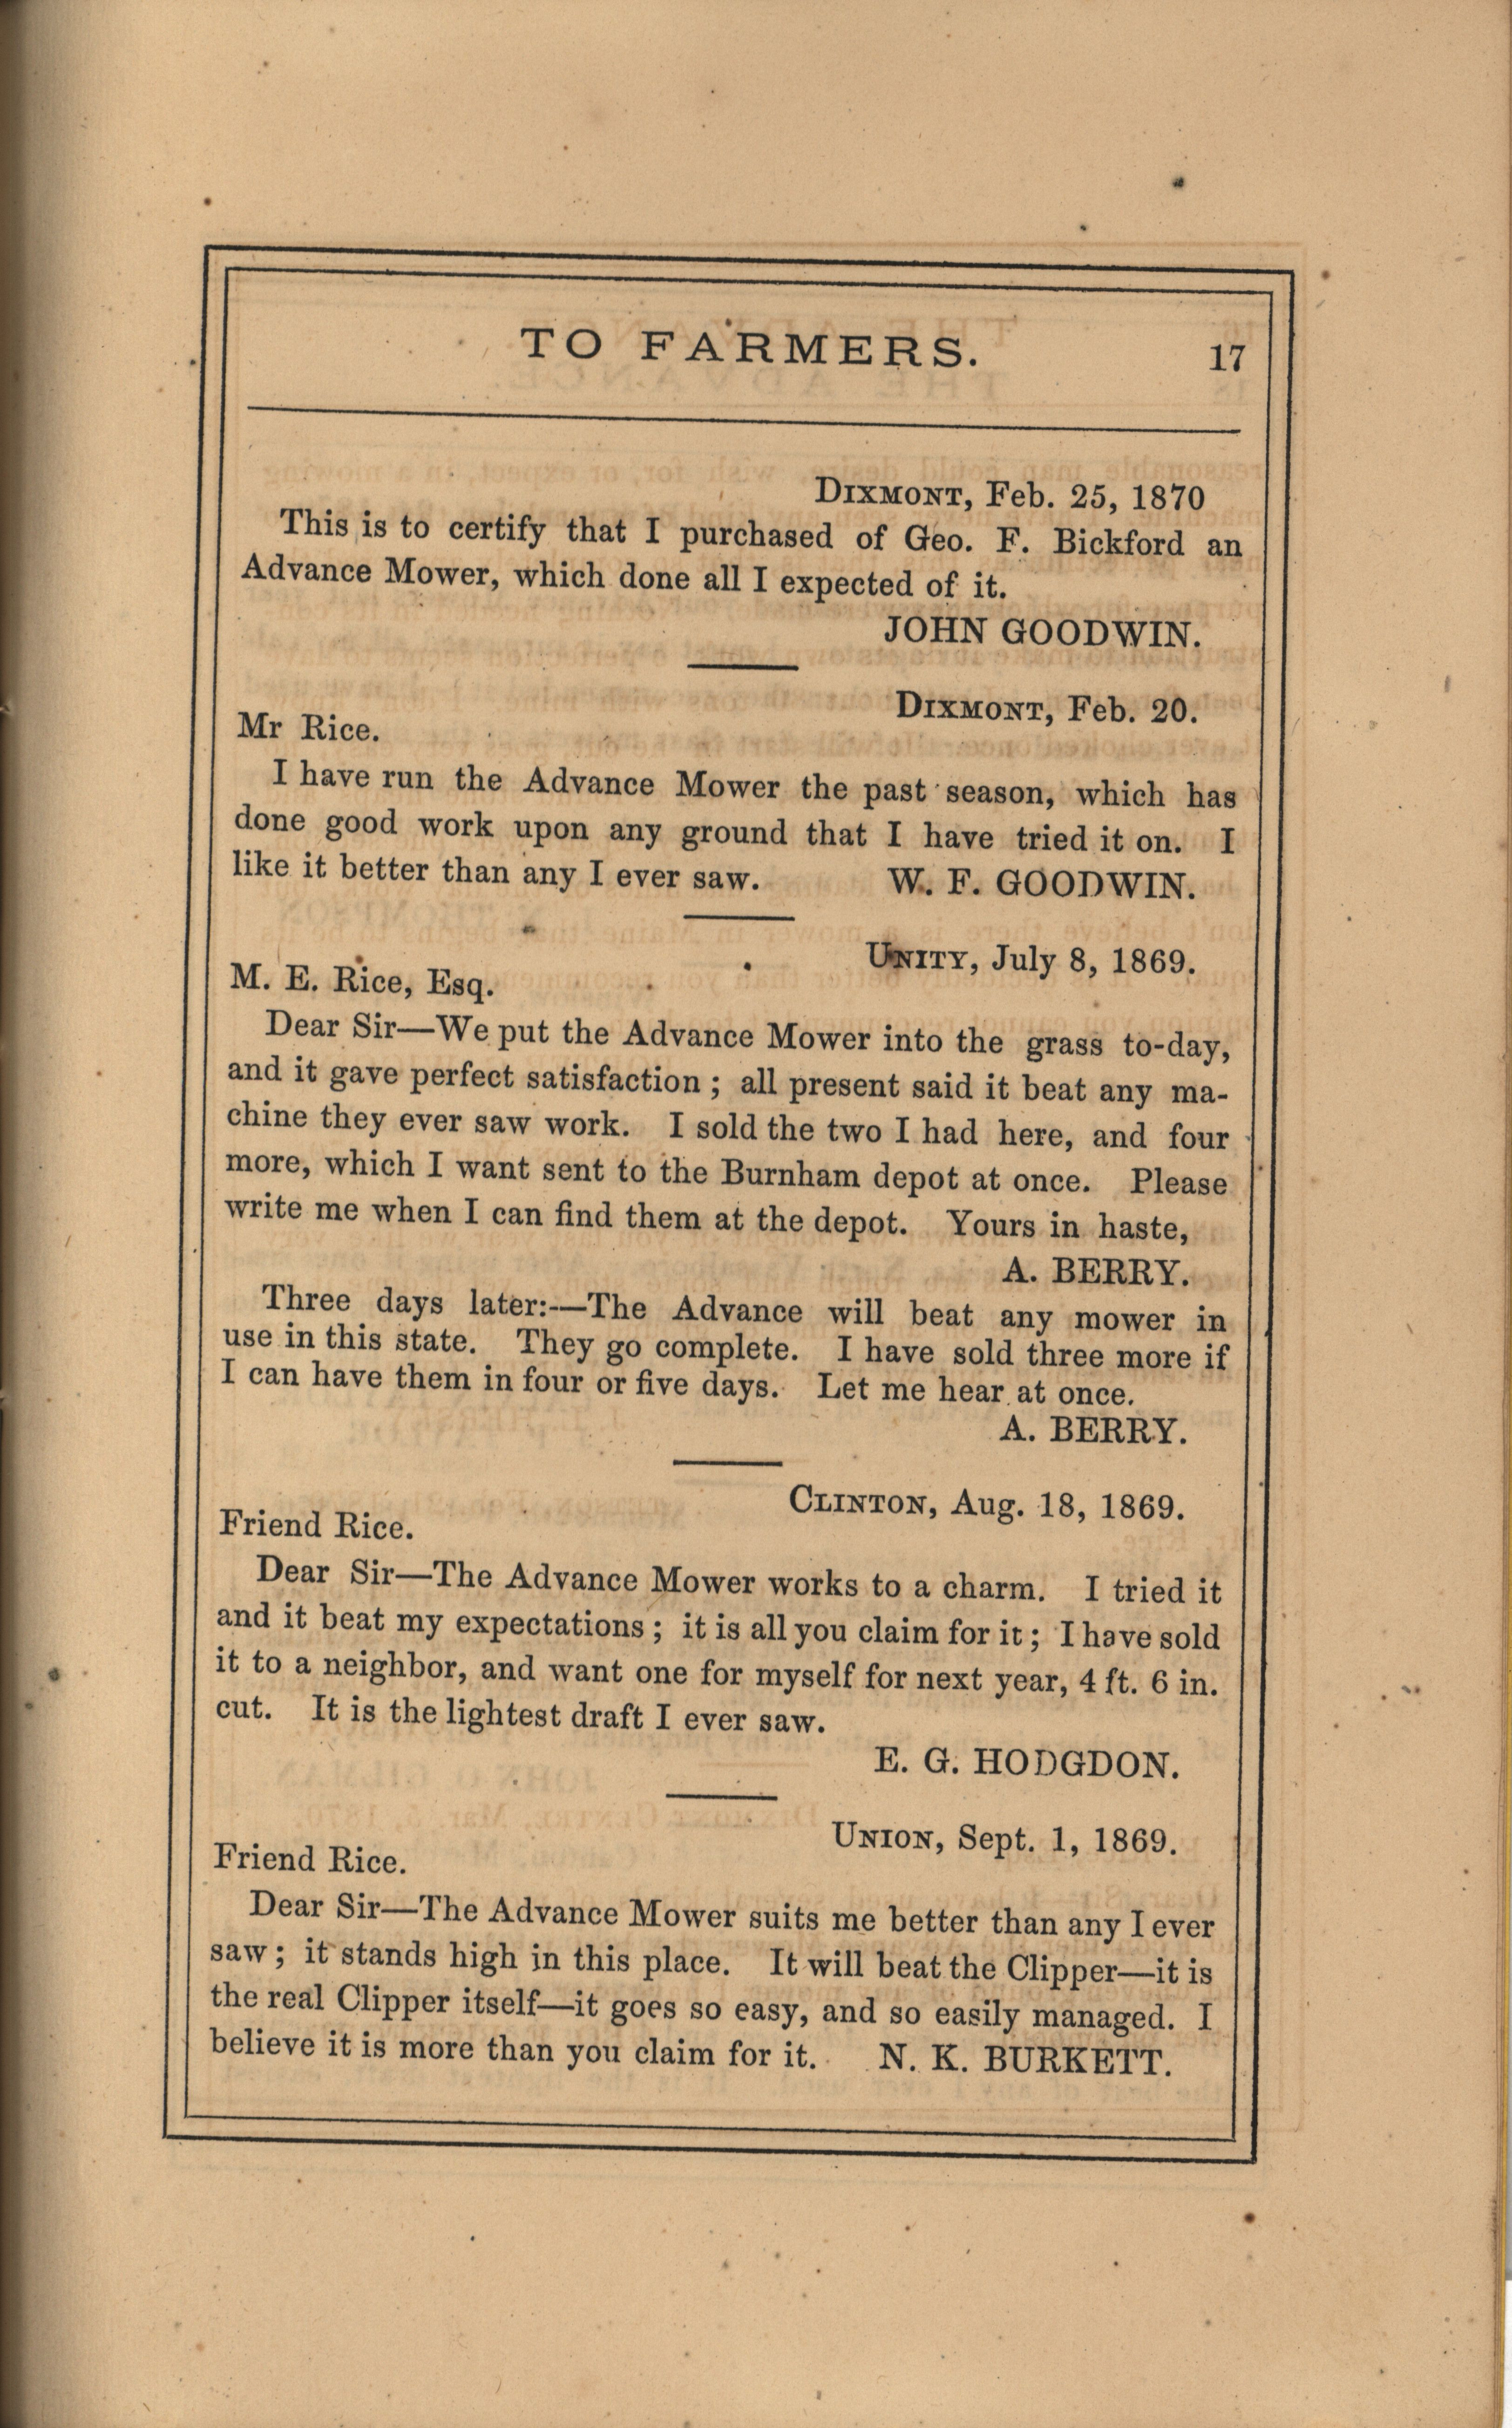 TO FARMERS. 17
DIXMONT, Feb. 25, 1870
This is to certify that I purchased of Geo. F. Bickford an
Advance Mower, which done all I expected of it.
JOHN GOODWIN.
DIXMONT, Feb. 20.
Mr Rice.
I have run the Advance Mower the past season, which has
done good work upon any ground that I have tried it on. I
like it better than any I ever saw. W. F. GOODWIN.
UNITY, July 8, 1869.
M. E. Rice, Esq.
Dear Sir—We put the Advance Mower into the grass to-day,
and it gave perfect satisfaction ; all present said it beat any ma-
chine they ever saw work. I sold the two I had here, and four
more, which I want sent to the Burnham depot at once. Please
write me when I can find them at the depot. Yours in haste,
A. BERRY.
Three days later:—The Advance will beat any mower in
use in this state. They go complete. I have sold three more if
I can have them in four or five days. Let me hear at once.
A. BERRY.
CLINTON, Aug. 18, 1869.
Friend Rice.
Dear Sir—The Advance Mower works to a charm. I tried it
and it beat my expectations ; it is all you claim for it ; I have sold
it to a neighbor, and want one for myself for next year, 4 ft. 6 in.
cut. It is the lightest draft I ever saw.
E. G. HODGDON.
UNION, Sept. 1, 1869.
Friend Rice.
Dear Sir—The Advance Mower suits me better than any I ever
saw ; it stands high in this place. It will beat the Clipper—it is
the real Clipper itself—it goes so easy, and so easily managed. I
believe it is more than you claim for it. N. K. BURKETT.